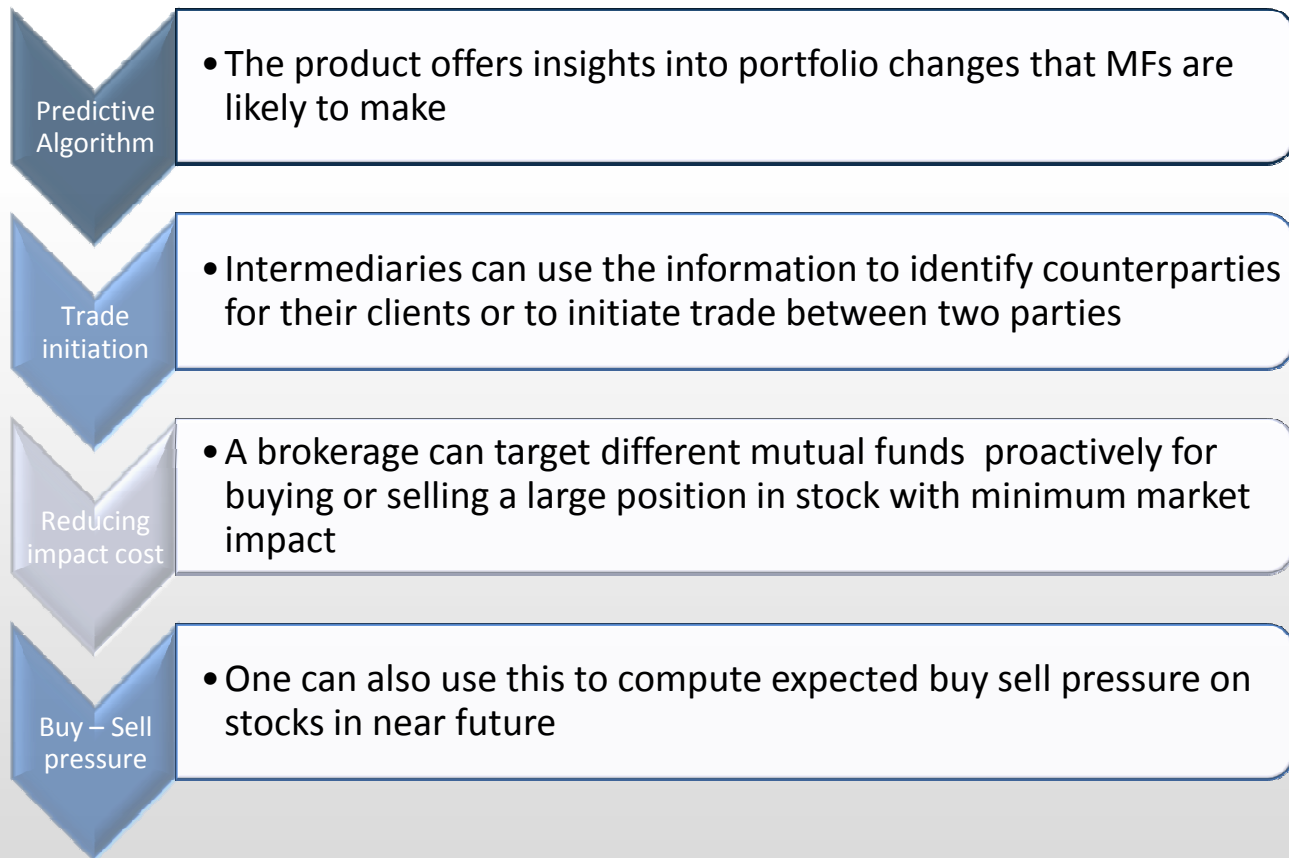 Predictive
Algorithm
• The product offers insights into portfolio changes that MFs are
likely to make
Trade
initiation
• Intermediaries can use the information to identify counterparties
for their clients or to initiate trade between two parties
Reducing
impact cost
• A brokerage can target different mutual funds  proactively for
buying or selling a large position in stock with minimum market
impact
Buy – Sell
pressure
• One can also use this to compute expected buy sell pressure on
stocks in near future